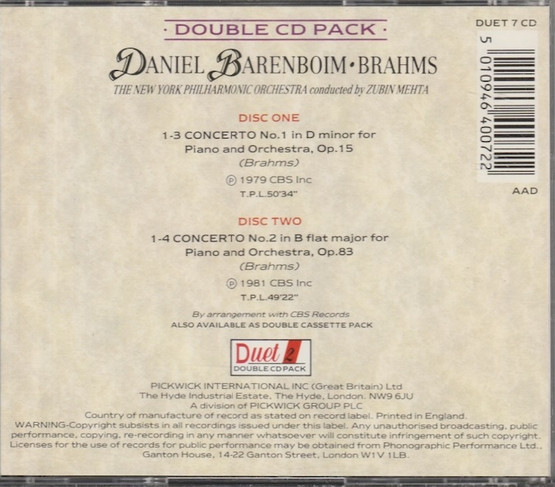 · DOUBLE CD PACK ·
DUET 7 CD
DANIEL BARENBOIM·BRAHMS
THE NEW YORK PHILHARMONIC ORCHESTRA conducted by ZUBIN MEHTA
5 010946 400722
AAD
DISC ONE
1-3 CONCERTO No.1 in D minor for
Piano and Orchestra, Op.15
(Brahms)
℗ 1979 CBS Inc
T.P.L.50'34"
DISC TWO
1-4 CONCERTO No.2 in B flat major for
Piano and Orchestra, Op.83
(Brahms)
℗ 1981 CBS Inc
T.P.L.49'22"
By arrangement with CBS Records
ALSO AVAILABLE AS DOUBLE CASSETTE PACK
Duet 2
DOUBLE CD PACK
PICKWICK INTERNATIONAL INC (Great Britain) Ltd
The Hyde Industrial Estate, The Hyde, London. NW9 6JU
A division of PICKWICK GROUP PLC
Country of manufacture of record as stated on record label. Printed in England.
WARNING-Copyright subsists in all recordings issued under this label. Any unauthorised broadcasting, public
performance, copying, re-recording in any manner whatsoever will constitute infringement of such copyright.
Licenses for the use of records for public performance may be obtained from Phonographic Performance Ltd.,
Ganton House, 14-22 Ganton Street, London W1V 1LB.